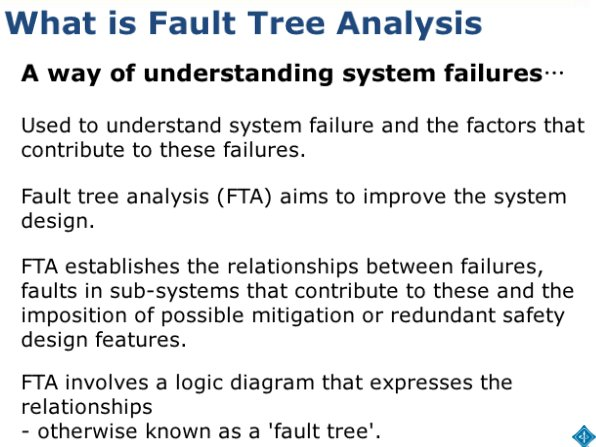 What is Fault Tree Analysis
A way of understanding system failures…
Used to understand system failure and the factors that
contribute to these failures.
Fault tree analysis (FTA) aims to improve the system
design.
FTA establishes the relationships between failures,
faults in sub-systems that contribute to these and the
imposition of possible mitigation or redundant safety
design features.
FTA involves a logic diagram that expresses the
relationships
- otherwise known as a 'fault tree'.